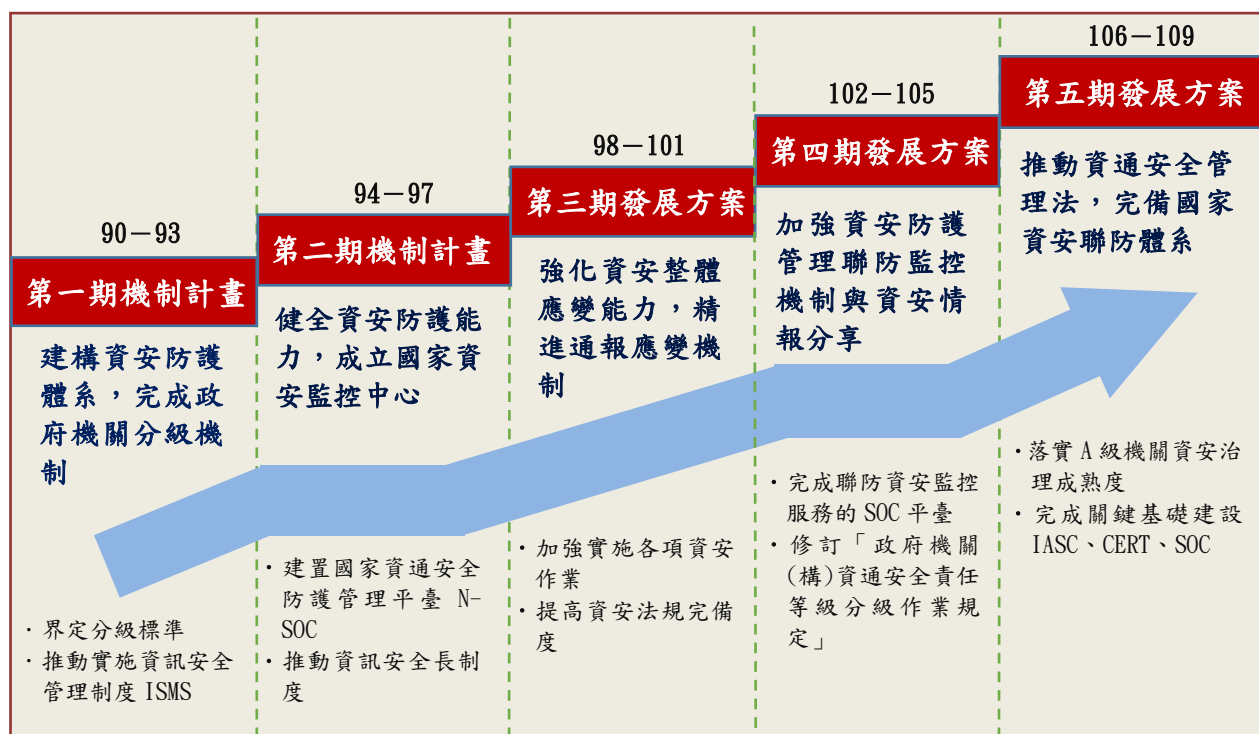 90－93
第一期機制計畫
建構資安防護
體系，完成政
府機關分級機
制
・界定分級標準
・推動實施資訊安全
管理制度 ISMS
94－97
第二期機制計畫
健全資安防護能
力，成立國家資
安監控中心
・建置國家資通安全
防護管理平臺 N-
SOC
・推動資訊安全長制
度
98－101
第三期發展方案
強化資安整體
應變能力，精
進通報應變機
制
・加強實施各項資安
作業
・提高資安法規完備
度
102－105
第四期發展方案
加強資安防護
管理聯防監控
機制與資安情
報分享
・完成聯防資安監控
服務的 SOC 平臺
・修訂「政府機關
(構)資通安全責任
等級分級作業規
定」
106－109
第五期發展方案
推動資通安全管
理法，完備國家
資安聯防體系
・落實 A 級機關資安治
理成熟度
・完成關鍵基礎建設
IASC、CERT、SOC